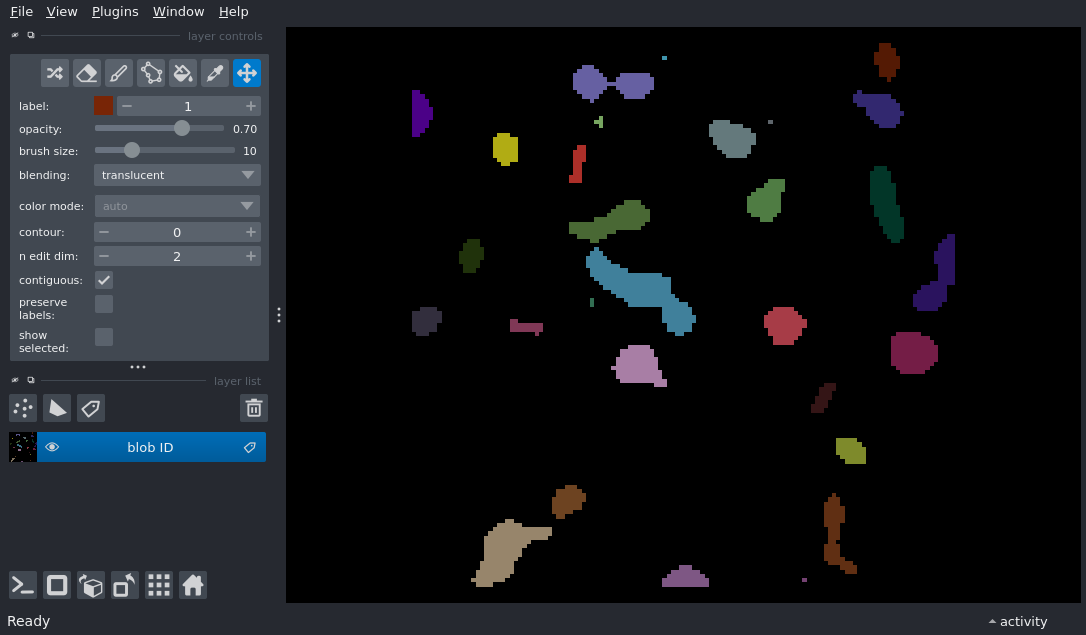 File View Plugins Window Help
layer controls
label: 1
opacity: 0.70
brush size: 10
blending: translucent
color mode: auto
contour: 0
n edit dim: 2
contiguous:
preserve
labels:
show
selected:
layer list
blob ID
Ready
activity